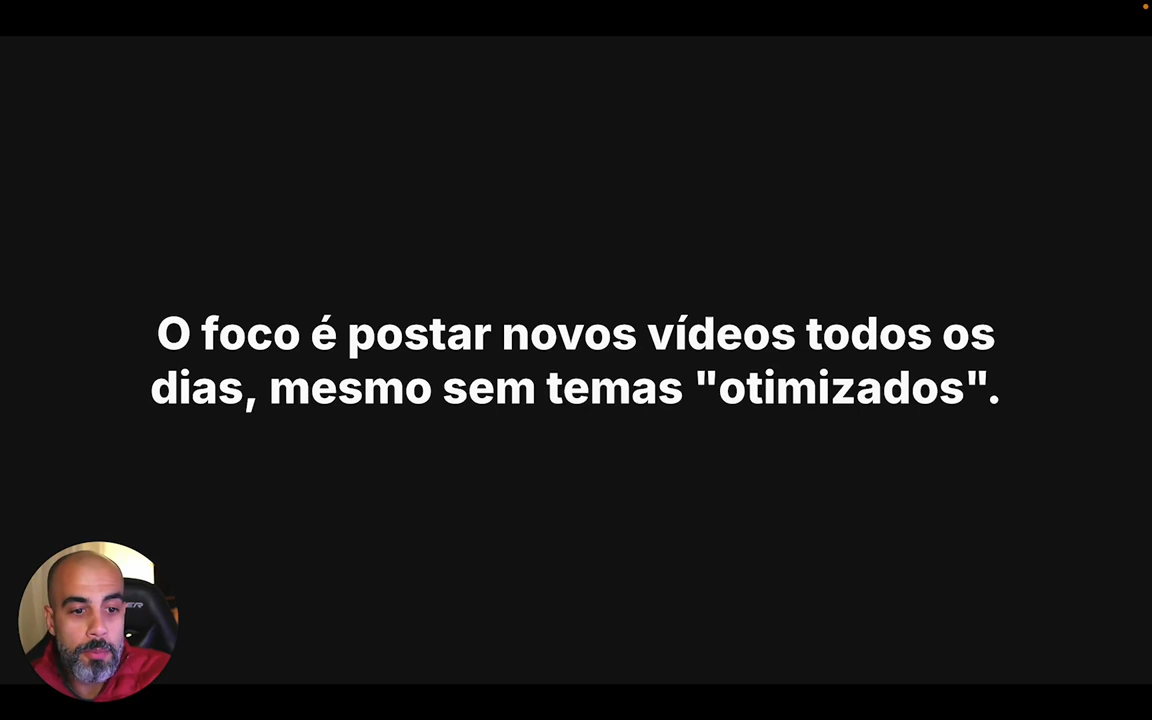 O foco é postar novos vídeos todos os
dias, mesmo sem temas "otimizados".